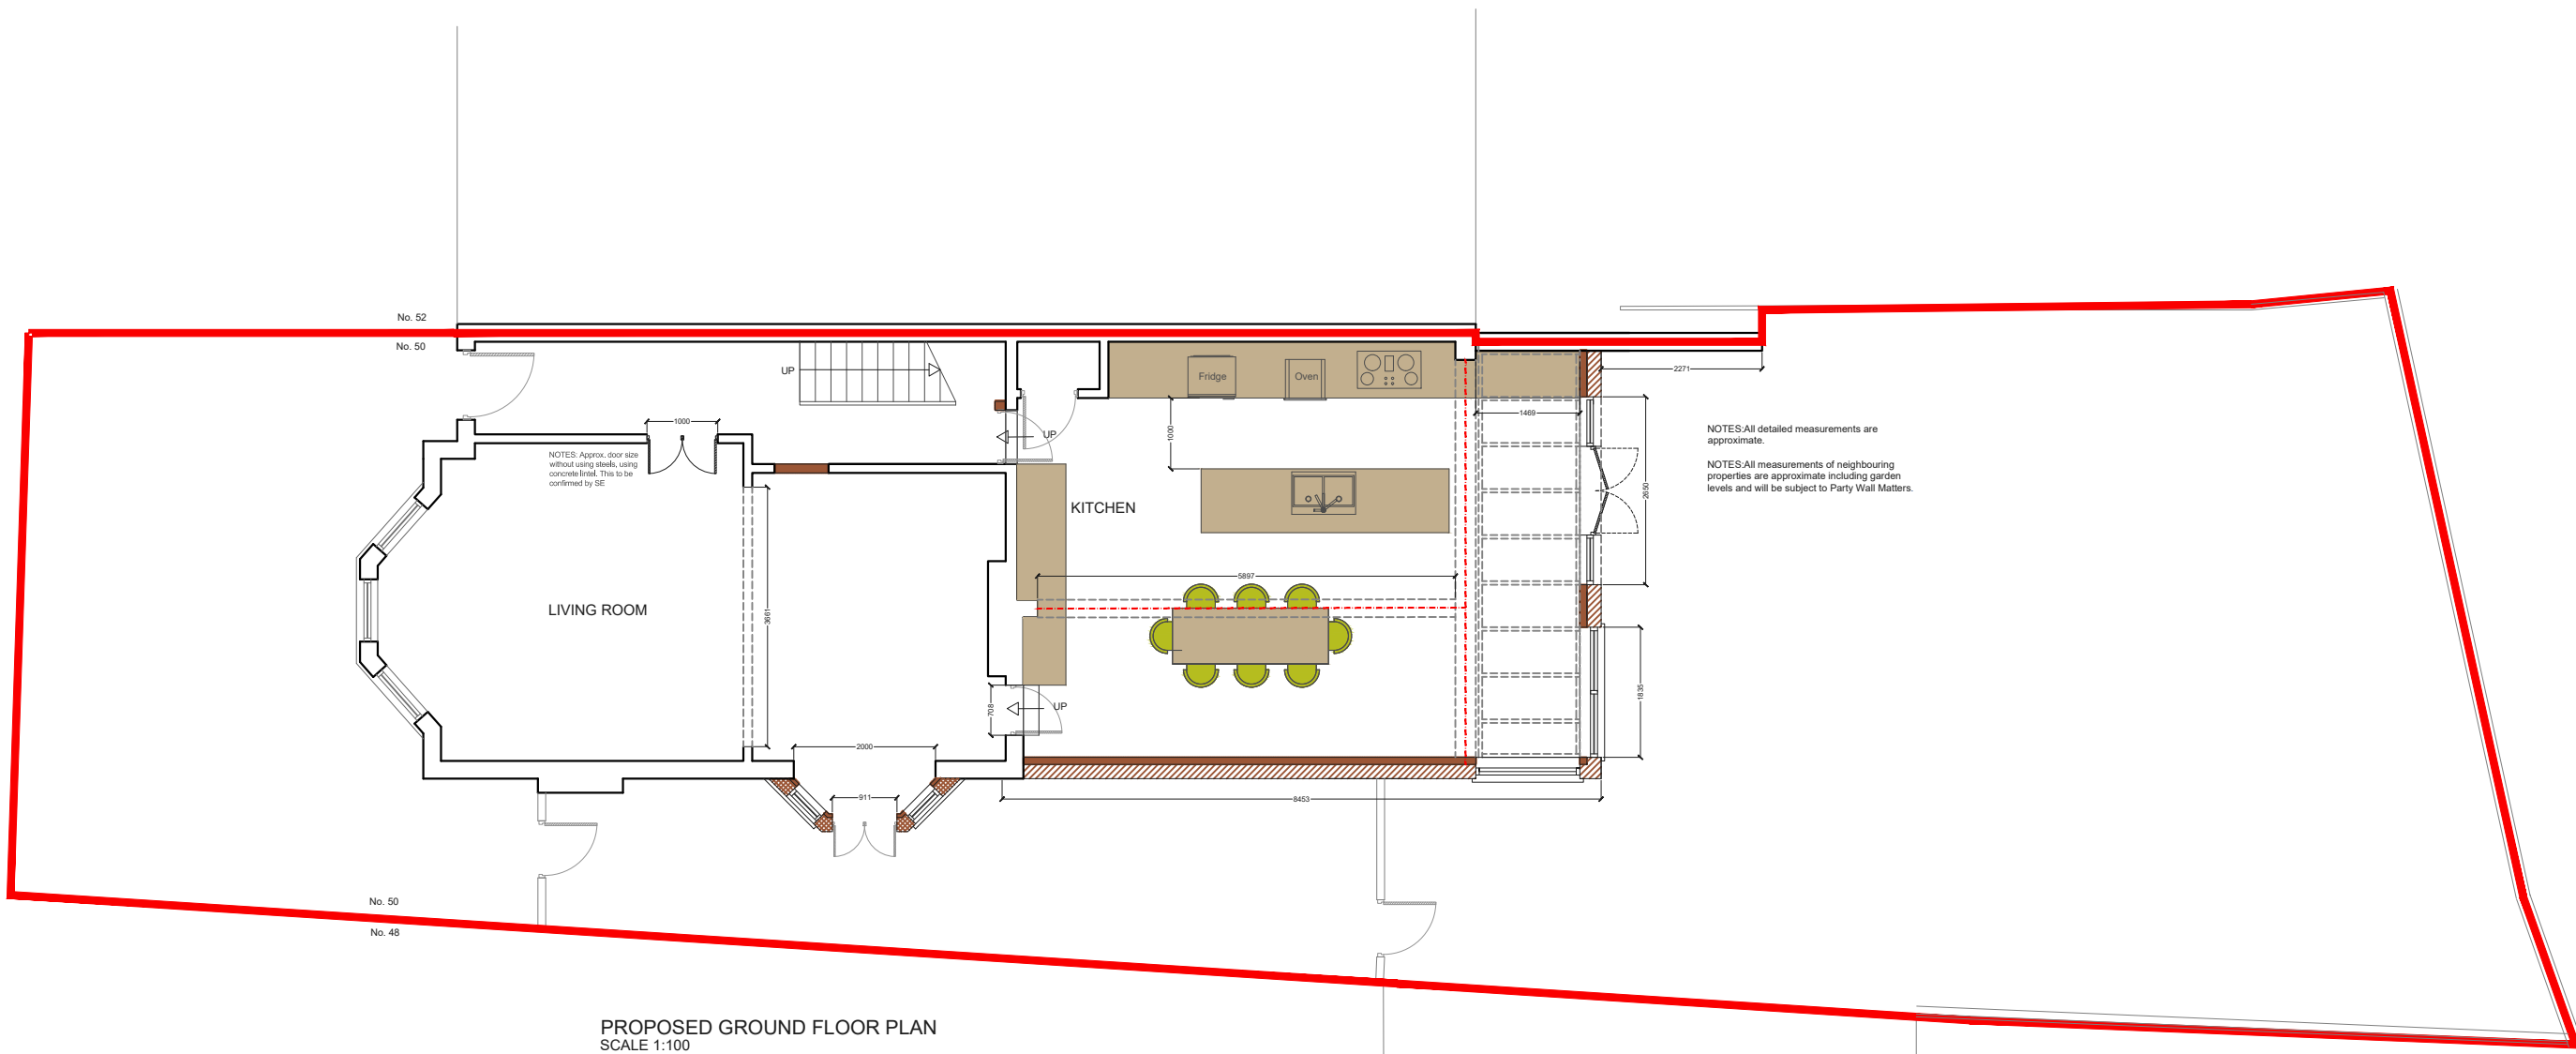 No. 52
No. 50
UP
Fridge
Oven
2271
1000
1469
UP
1000
NOTES: Approx. door size
without using steels, using
concrete lintel. This to be
confirmed by SE
NOTES:All detailed measurements are
approximate.
NOTES:All measurements of neighbouring
properties are approximate including garden
levels and will be subject to Party Wall Matters.
2650
KITCHEN
5897
LIVING ROOM
3661
1835
708
UP
2000
911
8453
No. 50
No. 48
PROPOSED GROUND FLOOR PLAN
SCALE 1:100